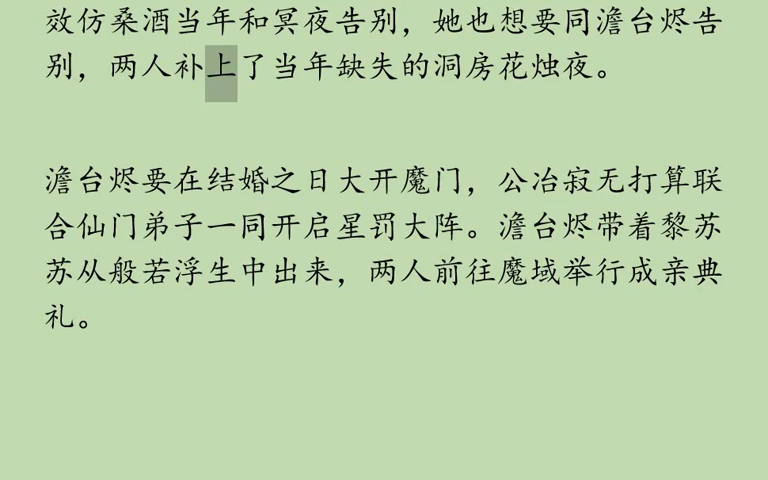 效仿桑酒当年和冥夜告别，她也想要同澹台烬告
别，两人补上了当年缺失的洞房花烛夜。
澹台烬要在结婚之日大开魔门，公冶寂无打算联
合仙门弟子一同开启星罚大阵。澹台烬带着黎苏
苏从般若浮生中出来，两人前往魔域举行成亲典
礼。